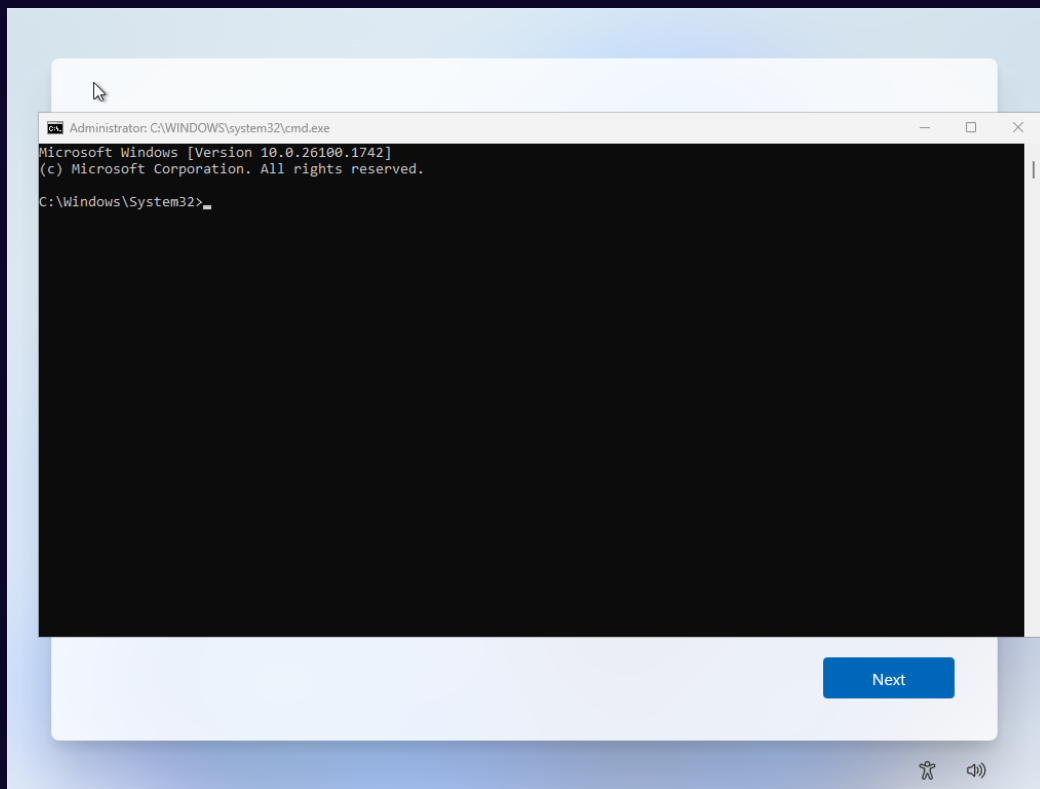 Administrator: C:\WINDOWS\system32\cmd.exe
Microsoft Windows [Version 10.0.26100.1742]
(c) Microsoft Corporation. All rights reserved.
C:\Windows\System32>
Next